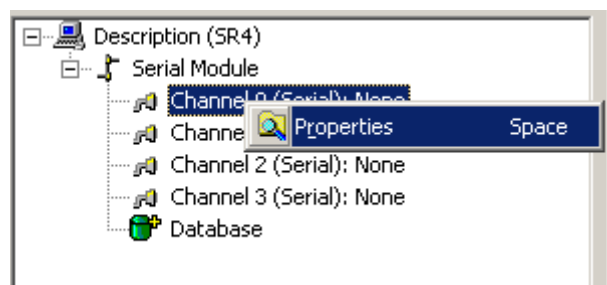 Description (SR4)
Serial Module
Channel 0 (Serial): None
Properties Space
Channe
Channel 2 (Serial): None
Channel 3 (Serial): None
Database